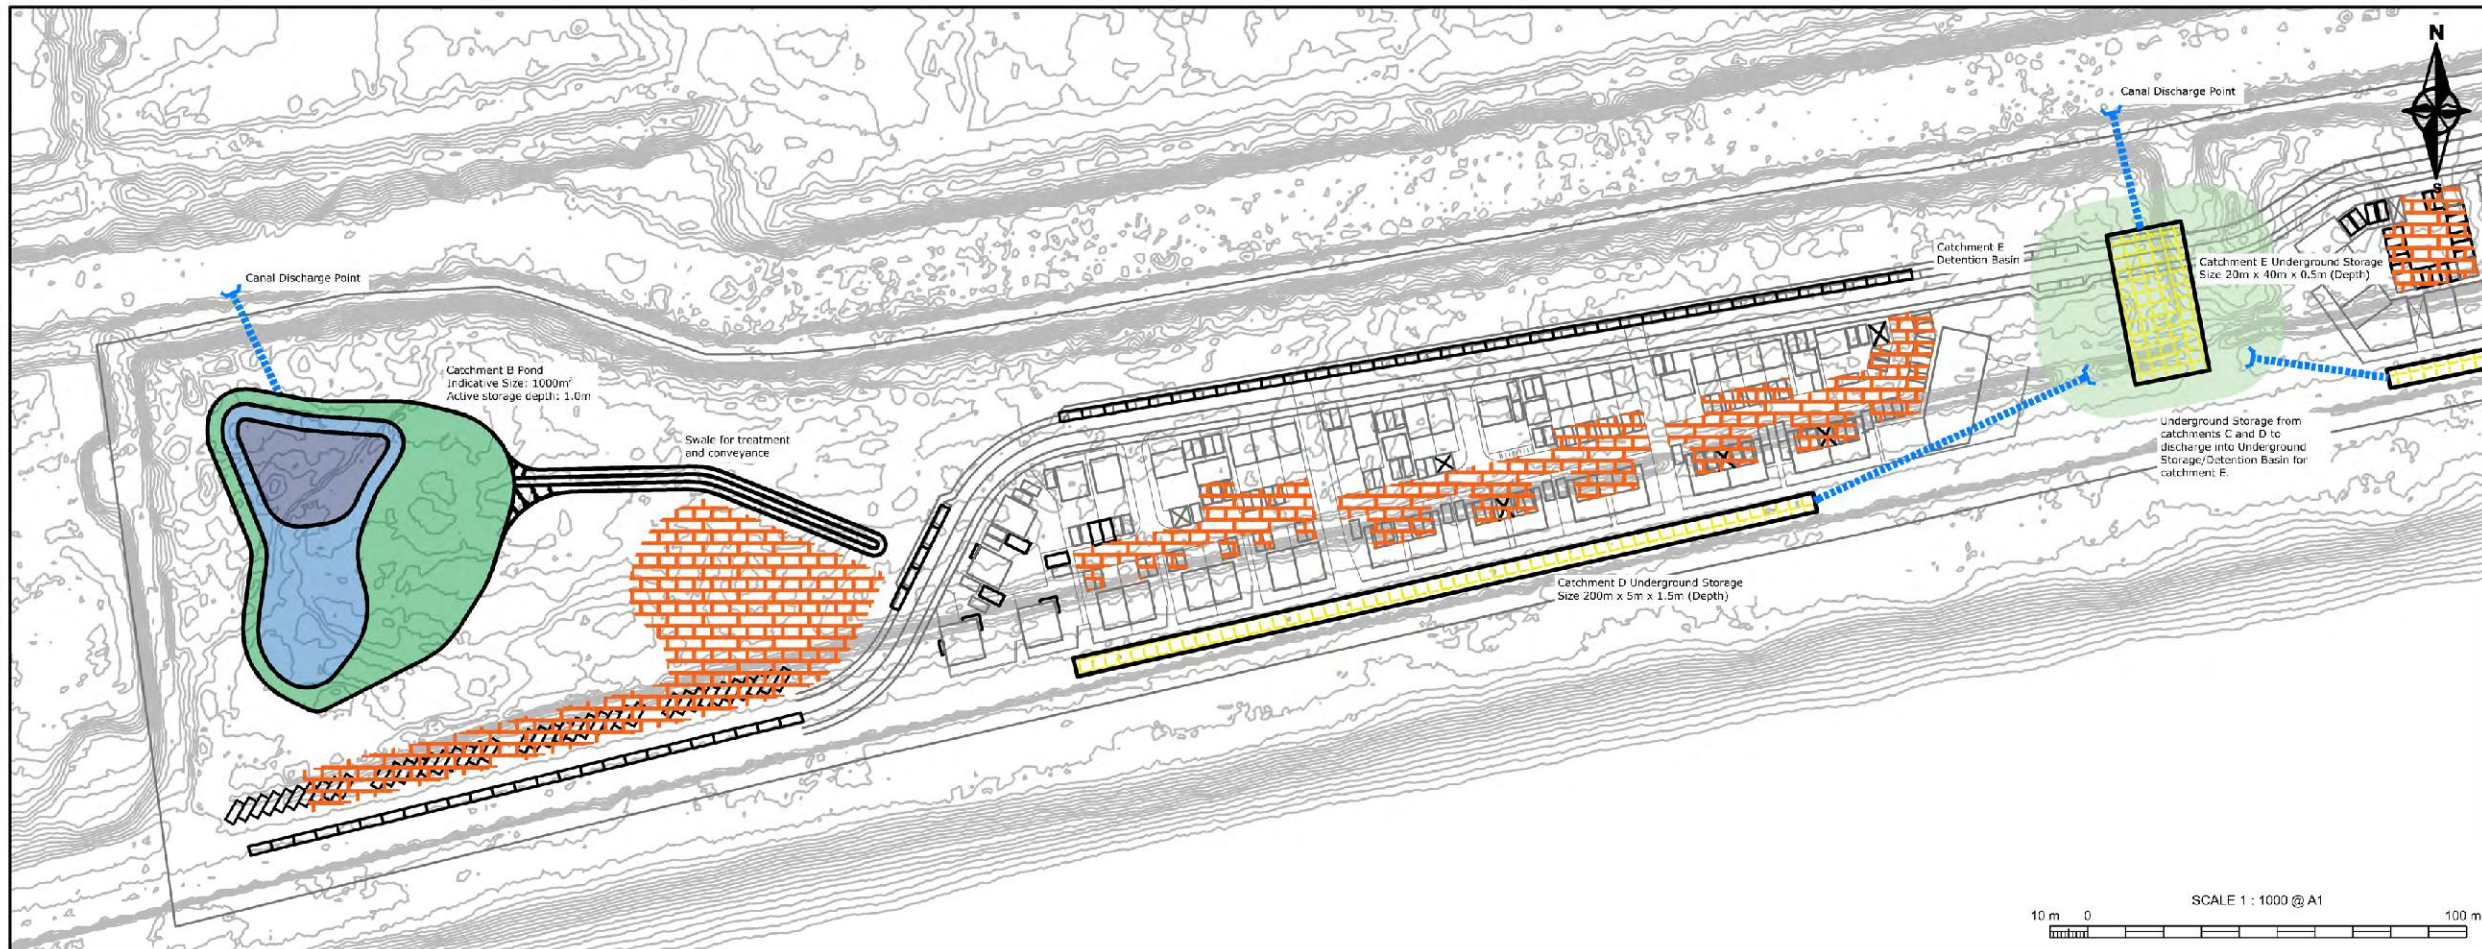 N
S
Canal Discharge Point
Canal Discharge Point
Catchment E
Detention Basin
Catchment E Underground Storage
Size 20m x 40m x 0.5m (Depth)
Catchment B Pond
Indicative Size: 1000m²
Active storage depth: 1.0m
Swale for treatment
and conveyance
Underground Storage from
catchments C and D to
discharge into Underground
Storage/Detention Basin for
catchment E.
Catchment D Underground Storage
Size 200m x 5m x 1.5m (Depth)
SCALE 1 : 1000 @ A1
10 m 0 100 m